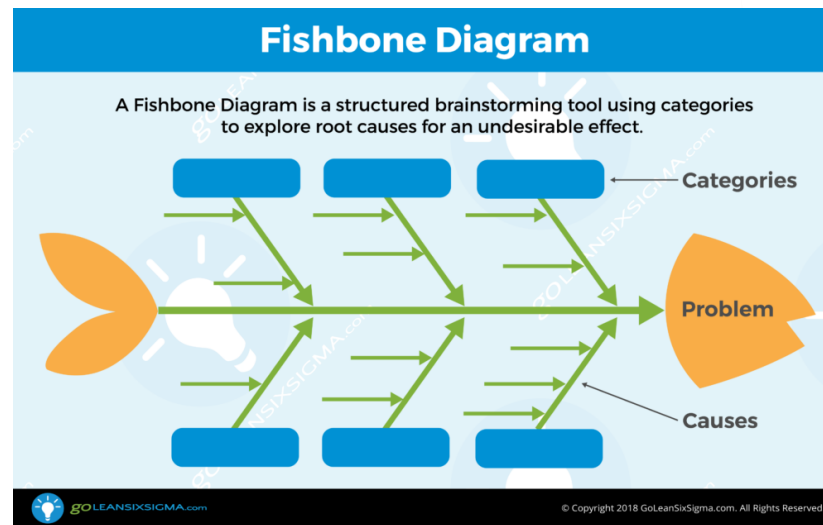 Fishbone Diagram
A Fishbone Diagram is a structured brainstorming tool using categories
to explore root causes for an undesirable effect.
Categories
Problem
Causes
goLEANSIXSIGMA.com
© Copyright 2018 GoLeanSixSigma.com. All Rights Reserved